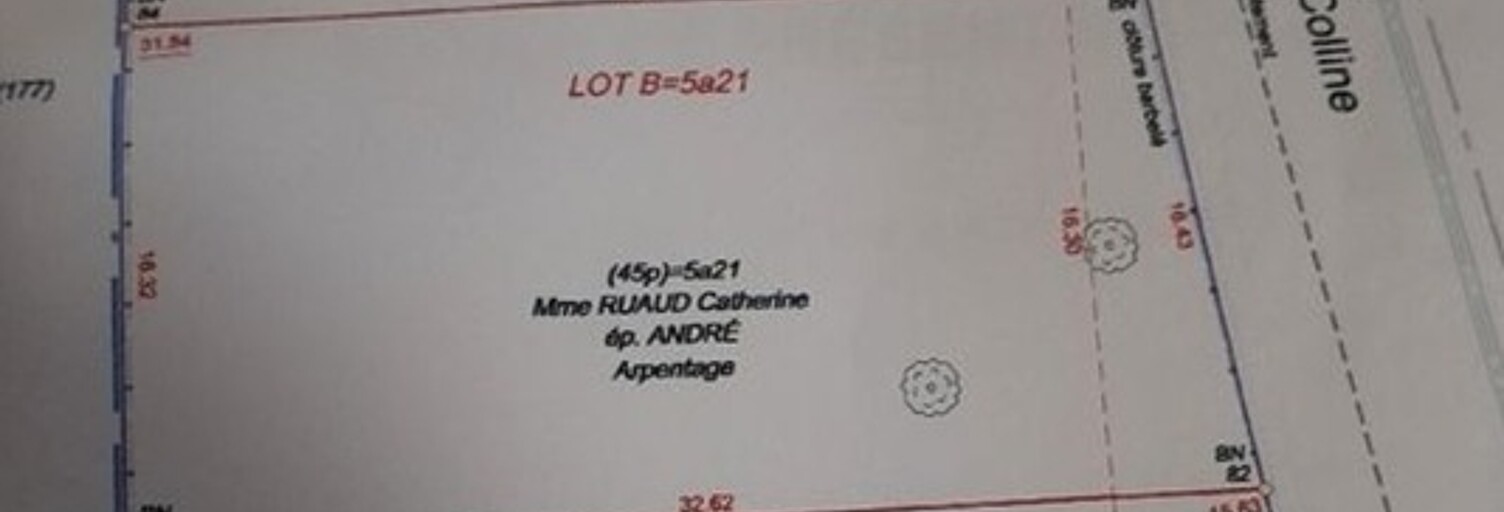 84
31.94
(177)
LOT B=5a21
clôture barbelé
Colline
16.32
16.30
16.43
(45p)=5a21
Mme RUAUD Catherine
ép. ANDRÉ
Arpentage
BN
82
32.62